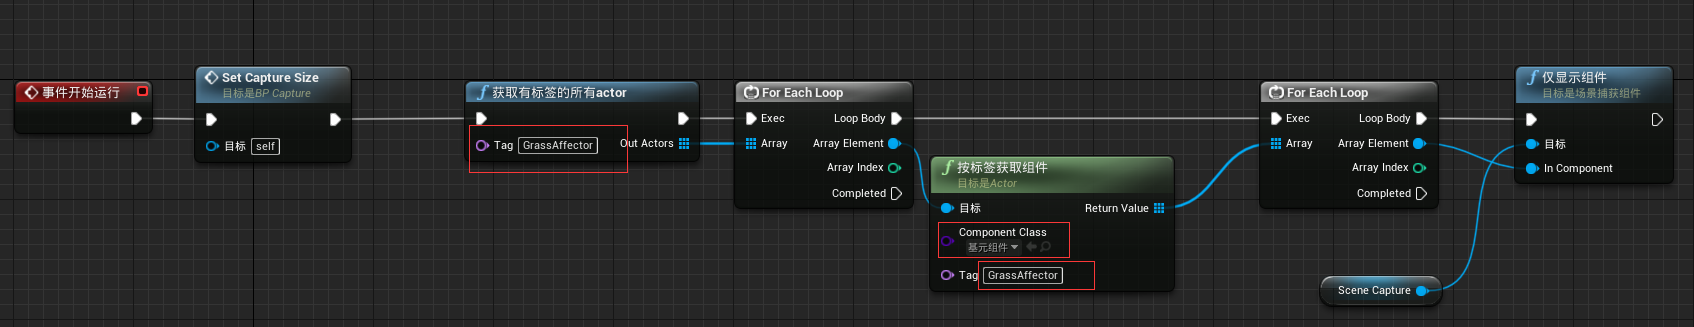 事件开始运行
Set Capture Size
目标是BP Capture
目标
self
获取有标签的所有actor
Tag
GrassAffector
Out Actors
For Each Loop
Exec
Loop Body
Array
Array Element
Array Index
Completed
按标签获取组件
目标是Actor
目标
Return Value
Component Class
基元组件
Tag
GrassAffector
For Each Loop
Exec
Loop Body
Array
Array Element
Array Index
Completed
仅显示组件
目标是场景捕获组件
目标
In Component
Scene Capture